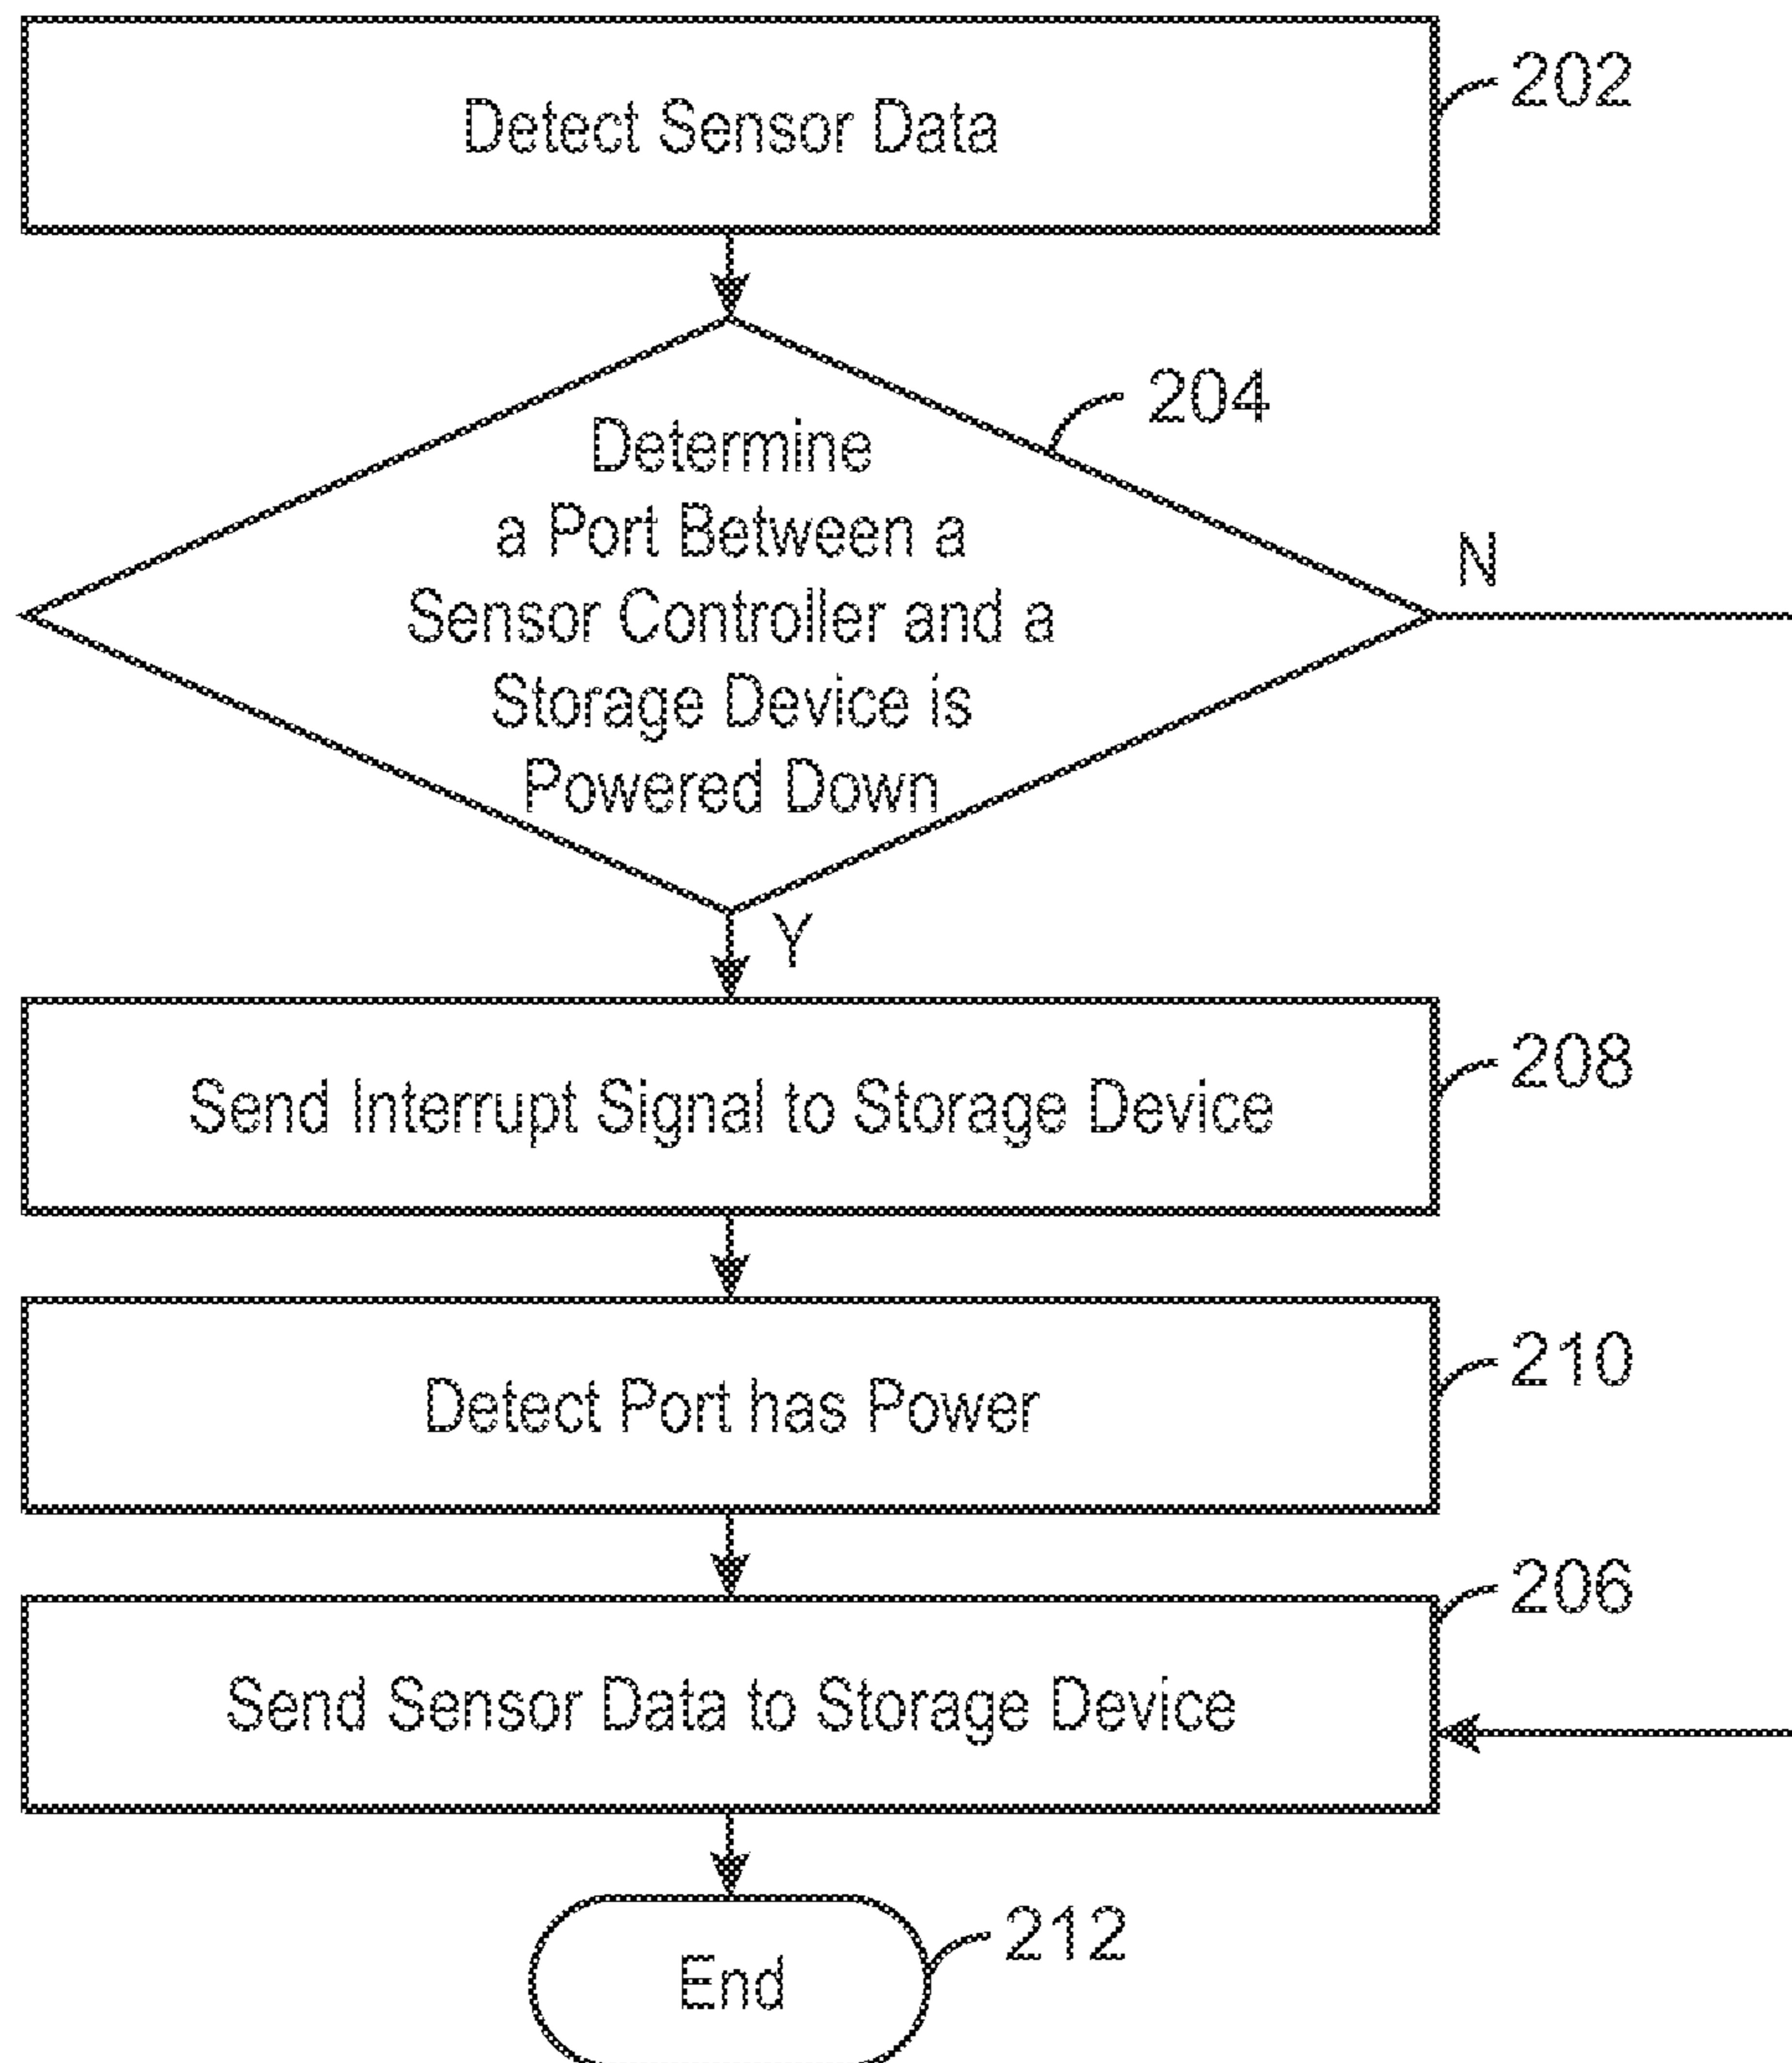 Detect Sensor Data
202
Determine
a Port Between a
Sensor Controller and a
Storage Device is
Powered Down
204
N
Y
Send Interrupt Signal to Storage Device
208
Detect Port has Power
210
Send Sensor Data to Storage Device
206
End
212